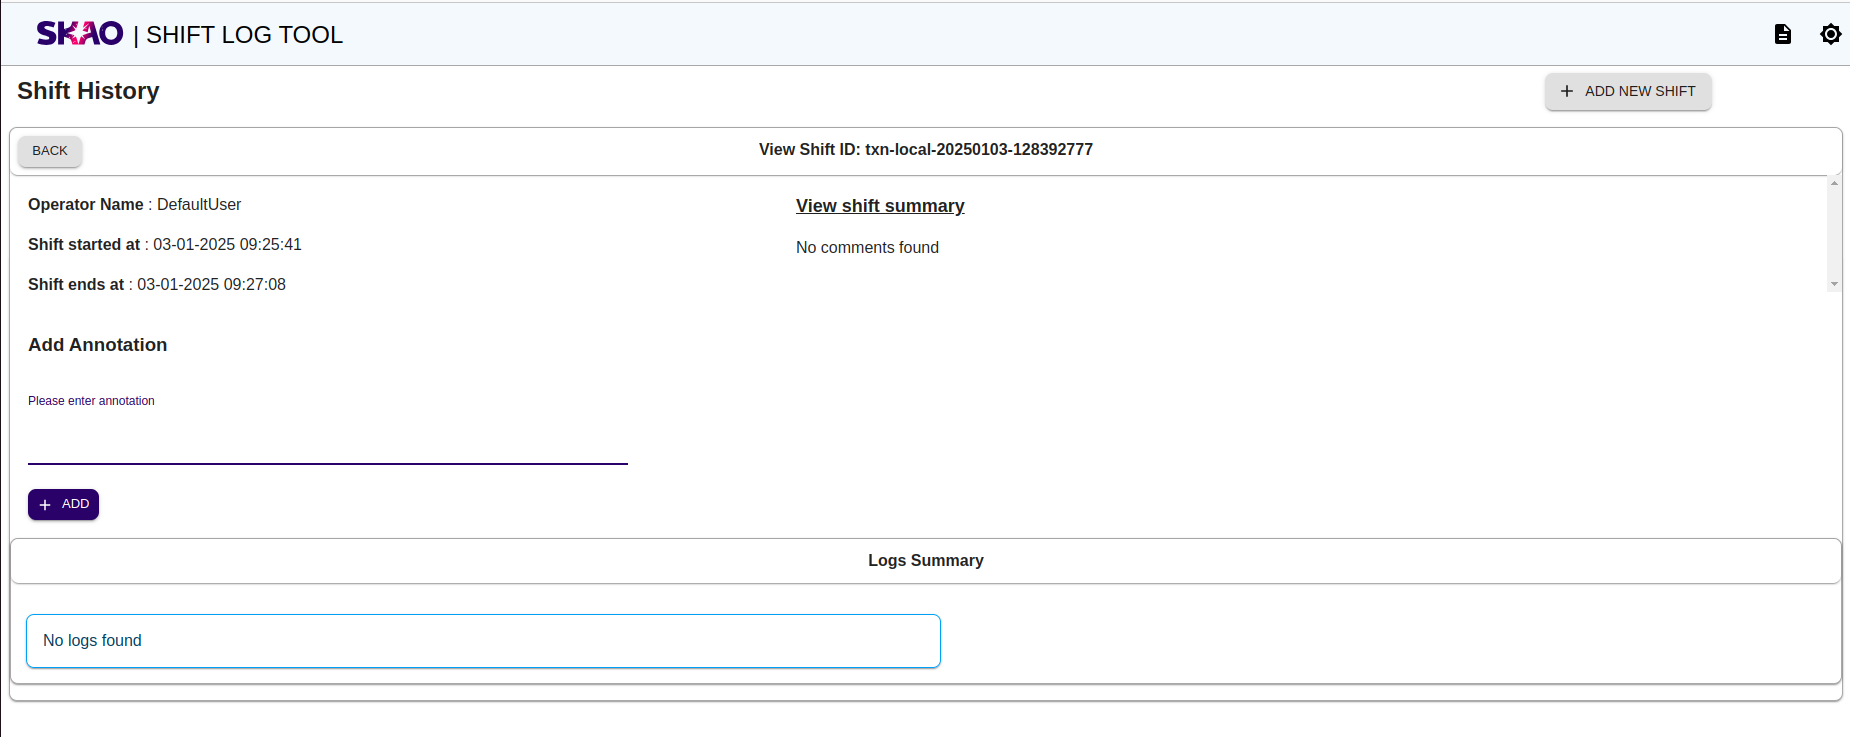 SKAO | SHIFT LOG TOOL
Shift History
ADD NEW SHIFT
BACK
View Shift ID: txn-local-20250103-128392777
Operator Name : DefaultUser
Shift started at : 03-01-2025 09:25:41
Shift ends at : 03-01-2025 09:27:08
View shift summary
No comments found
Add Annotation
Please enter annotation
ADD
Logs Summary
No logs found